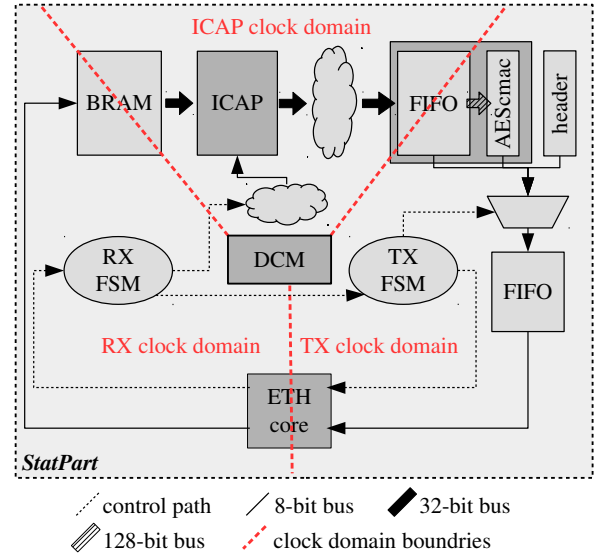 ICAP clock domain
BRAM
ICAP
FIFO
AEScmac
header
RX
FSM
DCM
TX
FSM
FIFO
RX clock domain
TX clock domain
ETH
core
StatPart
control path
8-bit bus
32-bit bus
128-bit bus
clock domain boundries